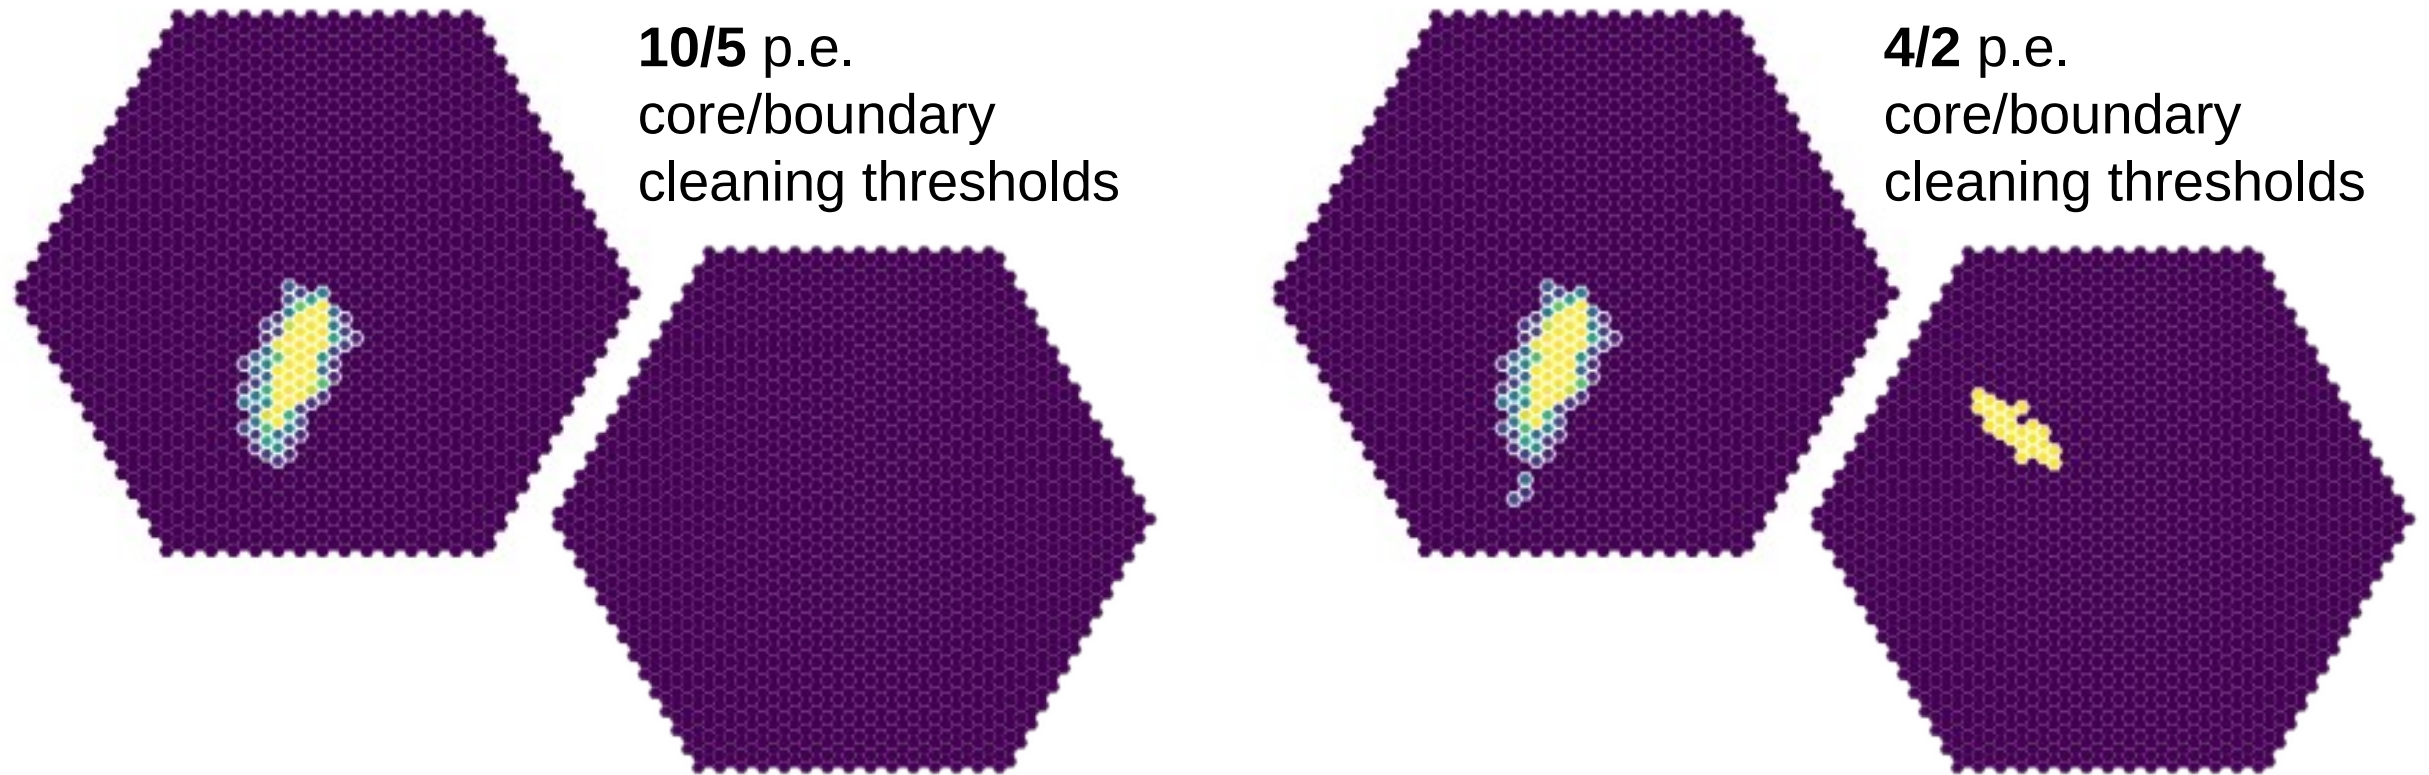 10/5 p.e.
core/boundary
cleaning thresholds
4/2 p.e.
core/boundary
cleaning thresholds